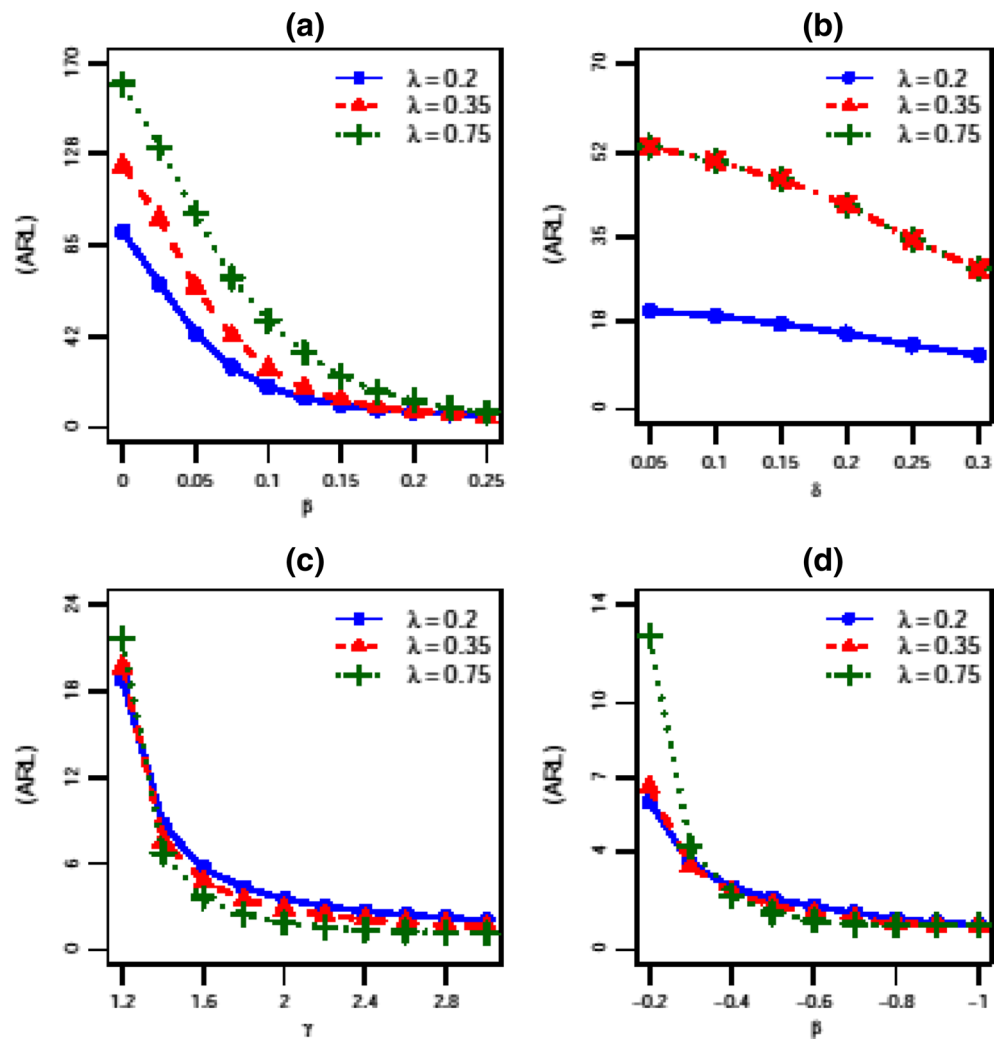 (a)
170
128
85
42
0
(ARL)
λ = 0.2
λ = 0.35
λ = 0.75
0 0.05 0.1 0.15 0.2 0.25
β
(b)
70
52
35
18
0
(ARL)
λ = 0.2
λ = 0.35
λ = 0.75
0.05 0.1 0.15 0.2 0.25 0.3
δ
(c)
24
18
12
6
0
(ARL)
λ = 0.2
λ = 0.35
λ = 0.75
1.2 1.6 2 2.4 2.8
γ
(d)
14
10
7
4
0
(ARL)
λ = 0.2
λ = 0.35
λ = 0.75
-0.2 -0.4 -0.6 -0.8 -1
β